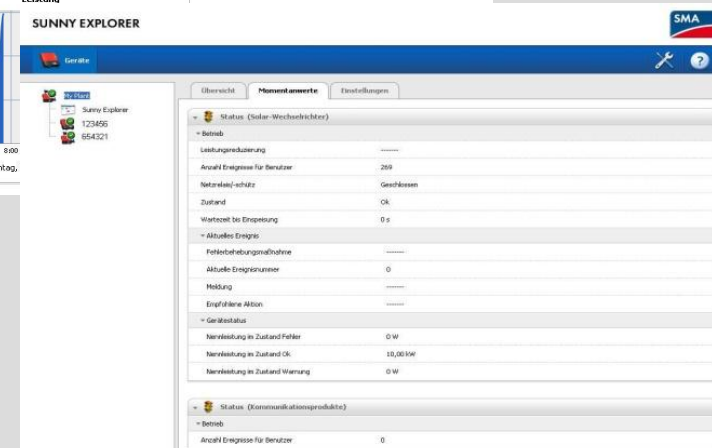 Leistung
SUNNY EXPLORER
SMA
Geräte
?
My Plant
Sunny Explorer
123456
654321
8:00
ntag,
Übersicht Momentanwerte Einstellungen
Status (Solar-Wechselrichter)
Betrieb
Leistungsreduzierung -------
Anzahl Ereignisse für Benutzer 269
Netzrelais/-schütz Geschlossen
Zustand Ok
Wartezeit bis Einspeisung 0 s
Aktuelles Ereignis
Fehlerbehebungsmaßnahme -------
Aktuelle Ereignisnummer 0
Meldung -------
Empfohlene Aktion -------
Gerätestatus
Nennleistung im Zustand Fehler 0 W
Nennleistung im Zustand Ok 10,00 kW
Nennleistung im Zustand Warnung 0 W
Status (Kommunikationsprodukte)
Betrieb
Anzahl Ereignisse für Benutzer 0